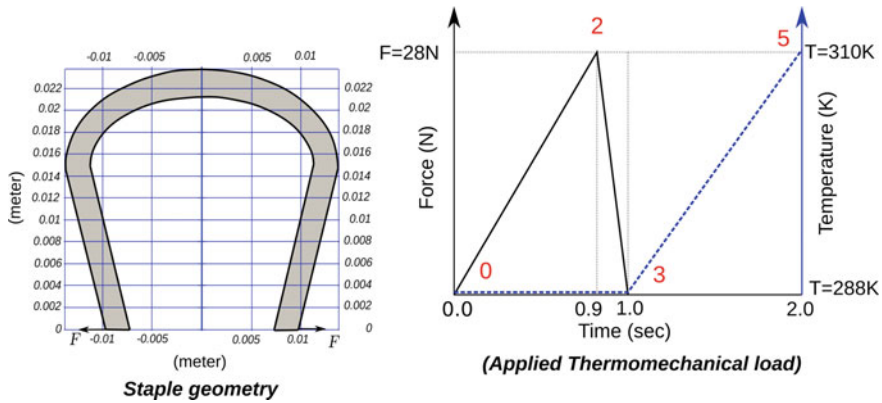 -0.01 -0.005 0.005 0.01
0.022 0.022
0.02 0.02
0.018 0.018
0.016 0.016
0.014 0.014
0.012 0.012
0.01 0.01
0.008 0.008
0.006 0.006
0.004 0.004
0.002 0.002
0 0
(meter)
F -0.01 -0.005 0.005 0.01 F
(meter)
Staple geometry
F=28N
2
5
T=310K
Force (N)
Temperature (K)
0
3
T=288K
0.0 0.9 1.0 2.0
Time (sec)
(Applied Thermomechanical load)